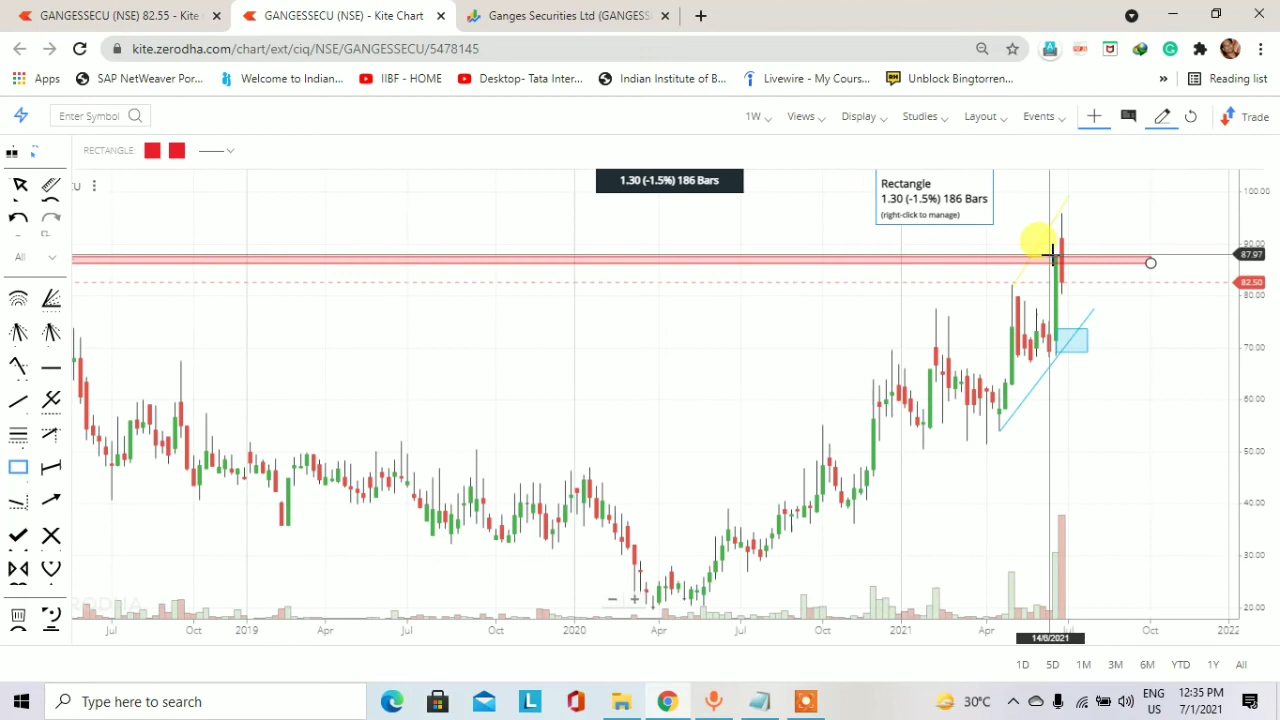 GANGESSECU (NSE) 82.55 - Kite
GANGESSECU (NSE) - Kite Chart
Ganges Securities Ltd (GANGESS
kite.zerodha.com/chart/ext/ciq/NSE/GANGESSECU/5478145
Apps
SAP NetWeaver Por...
Welcome to Indian...
IIBF - HOME
Desktop- Tata Inter...
Indian Institute of B...
Livewire - My Cours...
Unblock Bingtorren...
»
Reading list
Enter Symbol
1W
Views
Display
Studies
Layout
Events
Trade
RECTANGLE:
CU
1.30 (-1.5%) 186 Bars
Rectangle
1.30 (-1.5%) 186 Bars
(right-click to manage)
All
100.00
90.00
87.97
82.50
80.00
70.00
60.00
50.00
40.00
30.00
20.00
Jul
Oct
2019
Apr
Jul
Oct
2020
Apr
Jul
Oct
2021
Apr
Jul
Oct
2022
14/6/2021
1D 5D 1M 3M 6M YTD 1Y All
Type here to search
30°C
ENG
US
12:35 PM
7/1/2021